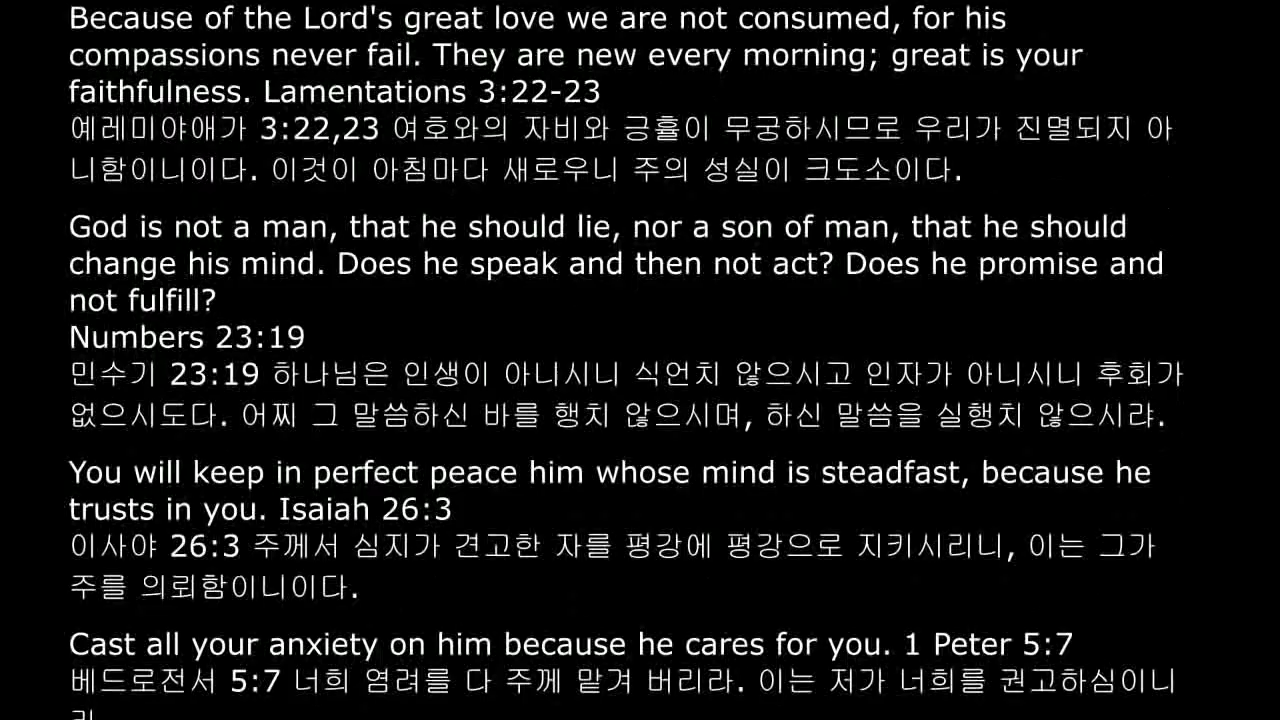 Because of the Lord's great love we are not consumed, for his
compassions never fail. They are new every morning; great is your
faithfulness. Lamentations 3:22-23
예레미야애가 3:22,23 여호와의 자비와 긍휼이 무궁하시므로 우리가 진멸되지 아
니함이니이다. 이것이 아침마다 새로우니 주의 성실이 크도소이다.
God is not a man, that he should lie, nor a son of man, that he should
change his mind. Does he speak and then not act? Does he promise and
not fulfill?
Numbers 23:19
민수기 23:19 하나님은 인생이 아니시니 식언치 않으시고 인자가 아니시니 후회가
없으시도다. 어찌 그 말씀하신 바를 행치 않으시며, 하신 말씀을 실행치 않으시랴.
You will keep in perfect peace him whose mind is steadfast, because he
trusts in you. Isaiah 26:3
이사야 26:3 주께서 심지가 견고한 자를 평강에 평강으로 지키시리니, 이는 그가
주를 의뢰함이니이다.
Cast all your anxiety on him because he cares for you. 1 Peter 5:7
베드로전서 5:7 너희 염려를 다 주께 맡겨 버리라. 이는 저가 너희를 권고하심이니